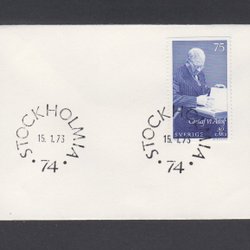 75
STOCKHOLMIA
15.1.73
· 74 ·
STOCKHOLMIA
15.1.73
· 74 ·
Gustaf VI Adolf
SVERIGE